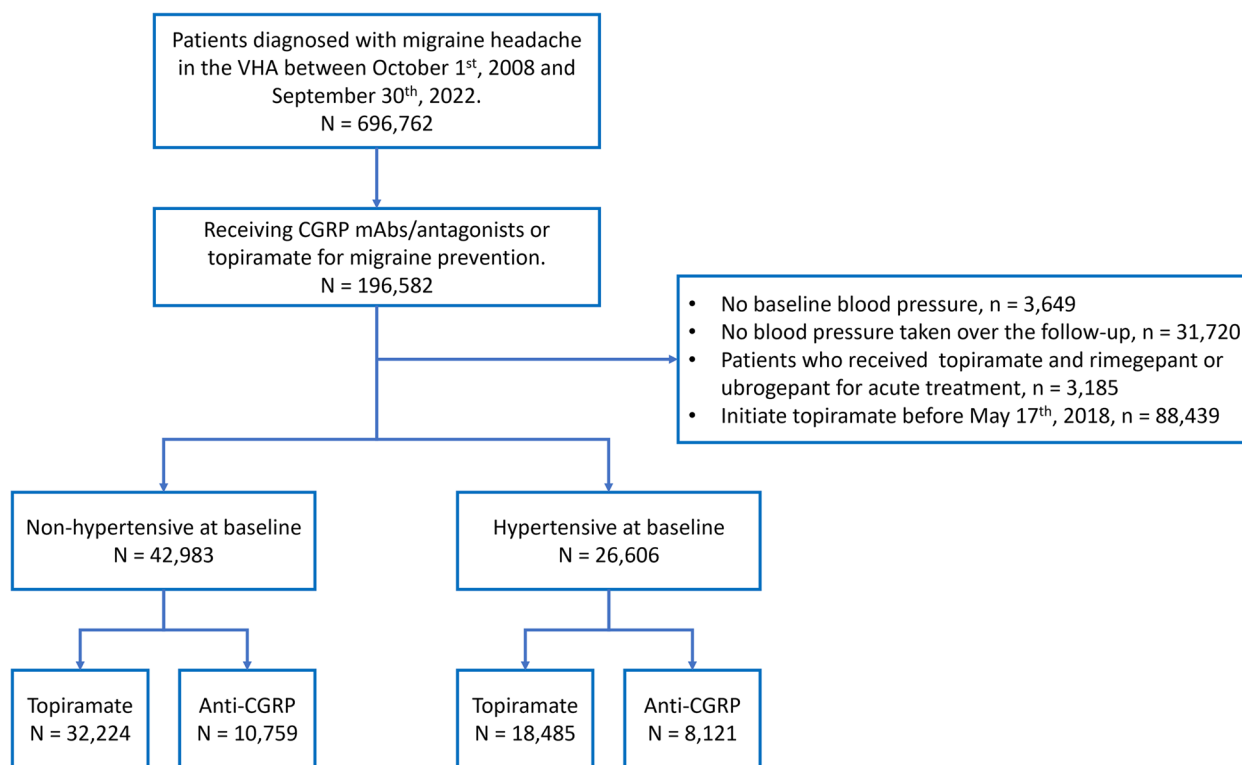 Patients diagnosed with migraine headache
in the VHA between October 1st, 2008 and
September 30th, 2022.
N = 696,762
Receiving CGRP mAbs/antagonists or
topiramate for migraine prevention.
N = 196,582
• No baseline blood pressure, n = 3,649
• No blood pressure taken over the follow-up, n = 31,720
• Patients who received topiramate and rimegepant or
ubrogepant for acute treatment, n = 3,185
• Initiate topiramate before May 17th, 2018, n = 88,439
Non-hypertensive at baseline
N = 42,983
Hypertensive at baseline
N = 26,606
Topiramate
N = 32,224
Anti-CGRP
N = 10,759
Topiramate
N = 18,485
Anti-CGRP
N = 8,121